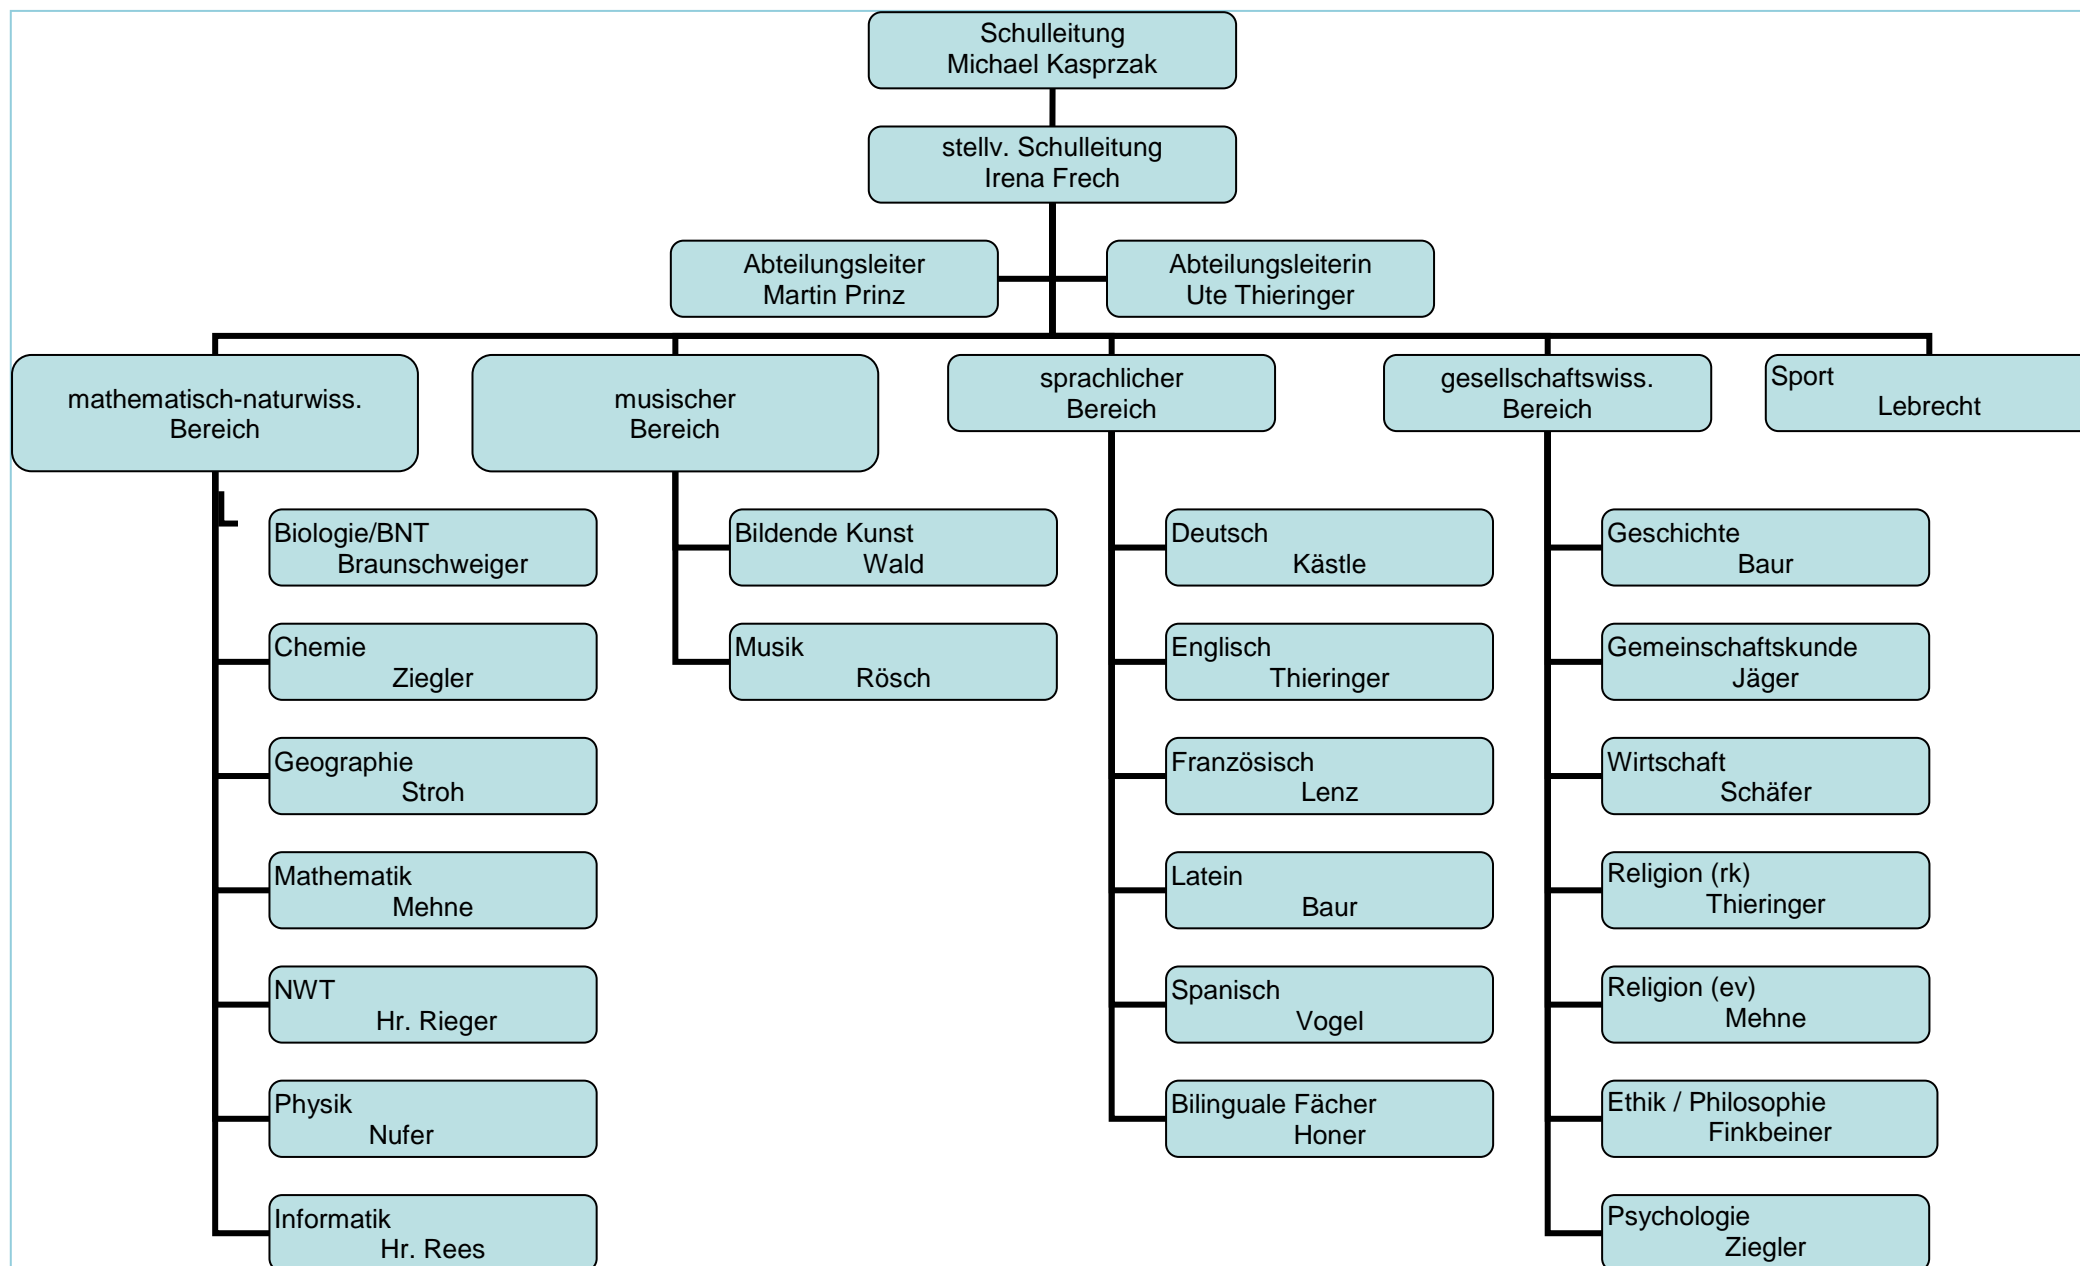 Schulleitung
Michael Kasprzak
stellv. Schulleitung
Irena Frech
Abteilungsleiter
Martin Prinz
Abteilungsleiterin
Ute Thieringer
mathematisch-naturwiss.
Bereich
musischer
Bereich
sprachlicher
Bereich
gesellschaftswiss.
Bereich
Sport
Lebrecht
Biologie/BNT
Braunschweiger
Chemie
Ziegler
Geographie
Stroh
Mathematik
Mehne
NWT
Hr. Rieger
Physik
Nufer
Informatik
Hr. Rees
Bildende Kunst
Wald
Musik
Rösch
Deutsch
Kästle
Englisch
Thieringer
Französisch
Lenz
Latein
Baur
Spanisch
Vogel
Bilinguale Fächer
Honer
Geschichte
Baur
Gemeinschaftskunde
Jäger
Wirtschaft
Schäfer
Religion (rk)
Thieringer
Religion (ev)
Mehne
Ethik / Philosophie
Finkbeiner
Psychologie
Ziegler